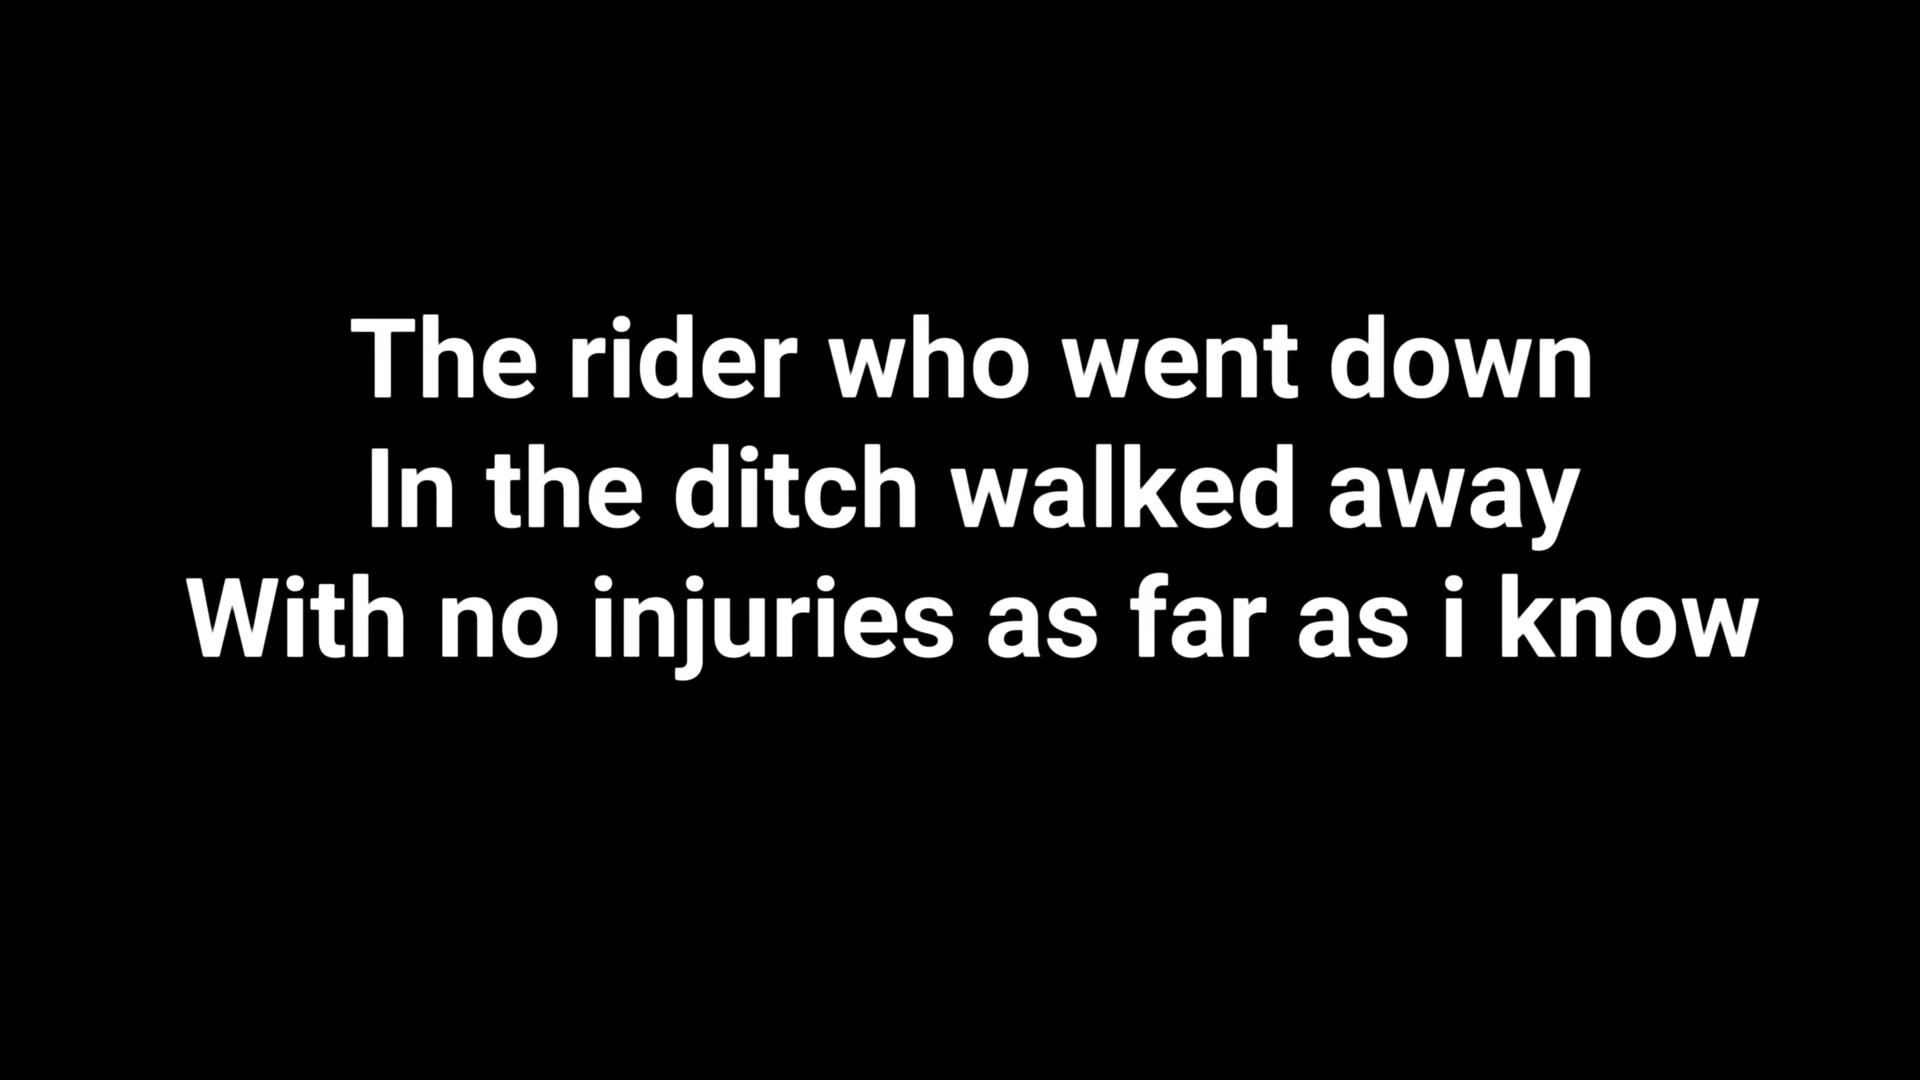 The rider who went down
In the ditch walked away
With no injuries as far as i know